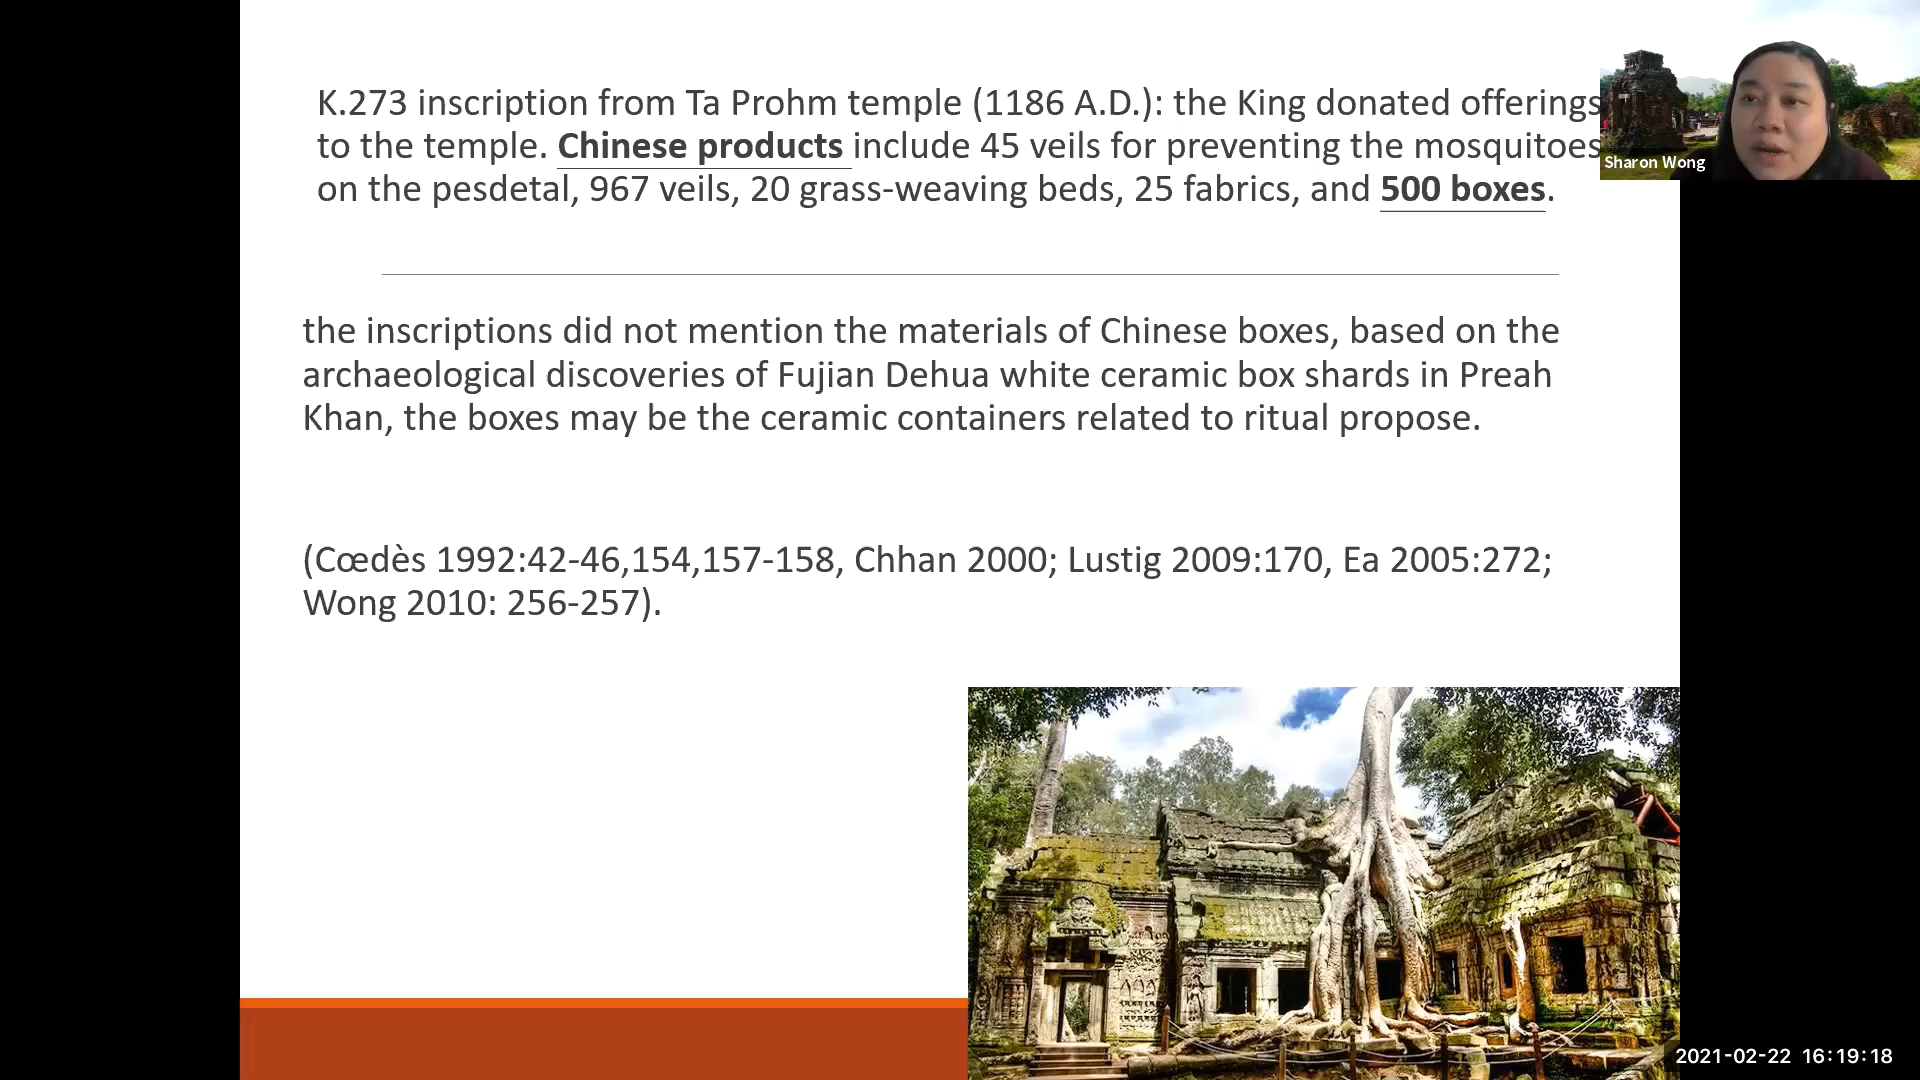 K.273 inscription from Ta Prohm temple (1186 A.D.): the King donated offerings
to the temple. Chinese products include 45 veils for preventing the mosquitoes
on the pesdetal, 967 veils, 20 grass-weaving beds, 25 fabrics, and 500 boxes.
Sharon Wong
the inscriptions did not mention the materials of Chinese boxes, based on the
archaeological discoveries of Fujian Dehua white ceramic box shards in Preah
Khan, the boxes may be the ceramic containers related to ritual propose.
(Cœdès 1992:42-46,154,157-158, Chhan 2000; Lustig 2009:170, Ea 2005:272;
Wong 2010: 256-257).
2021-02-22 16:19:18